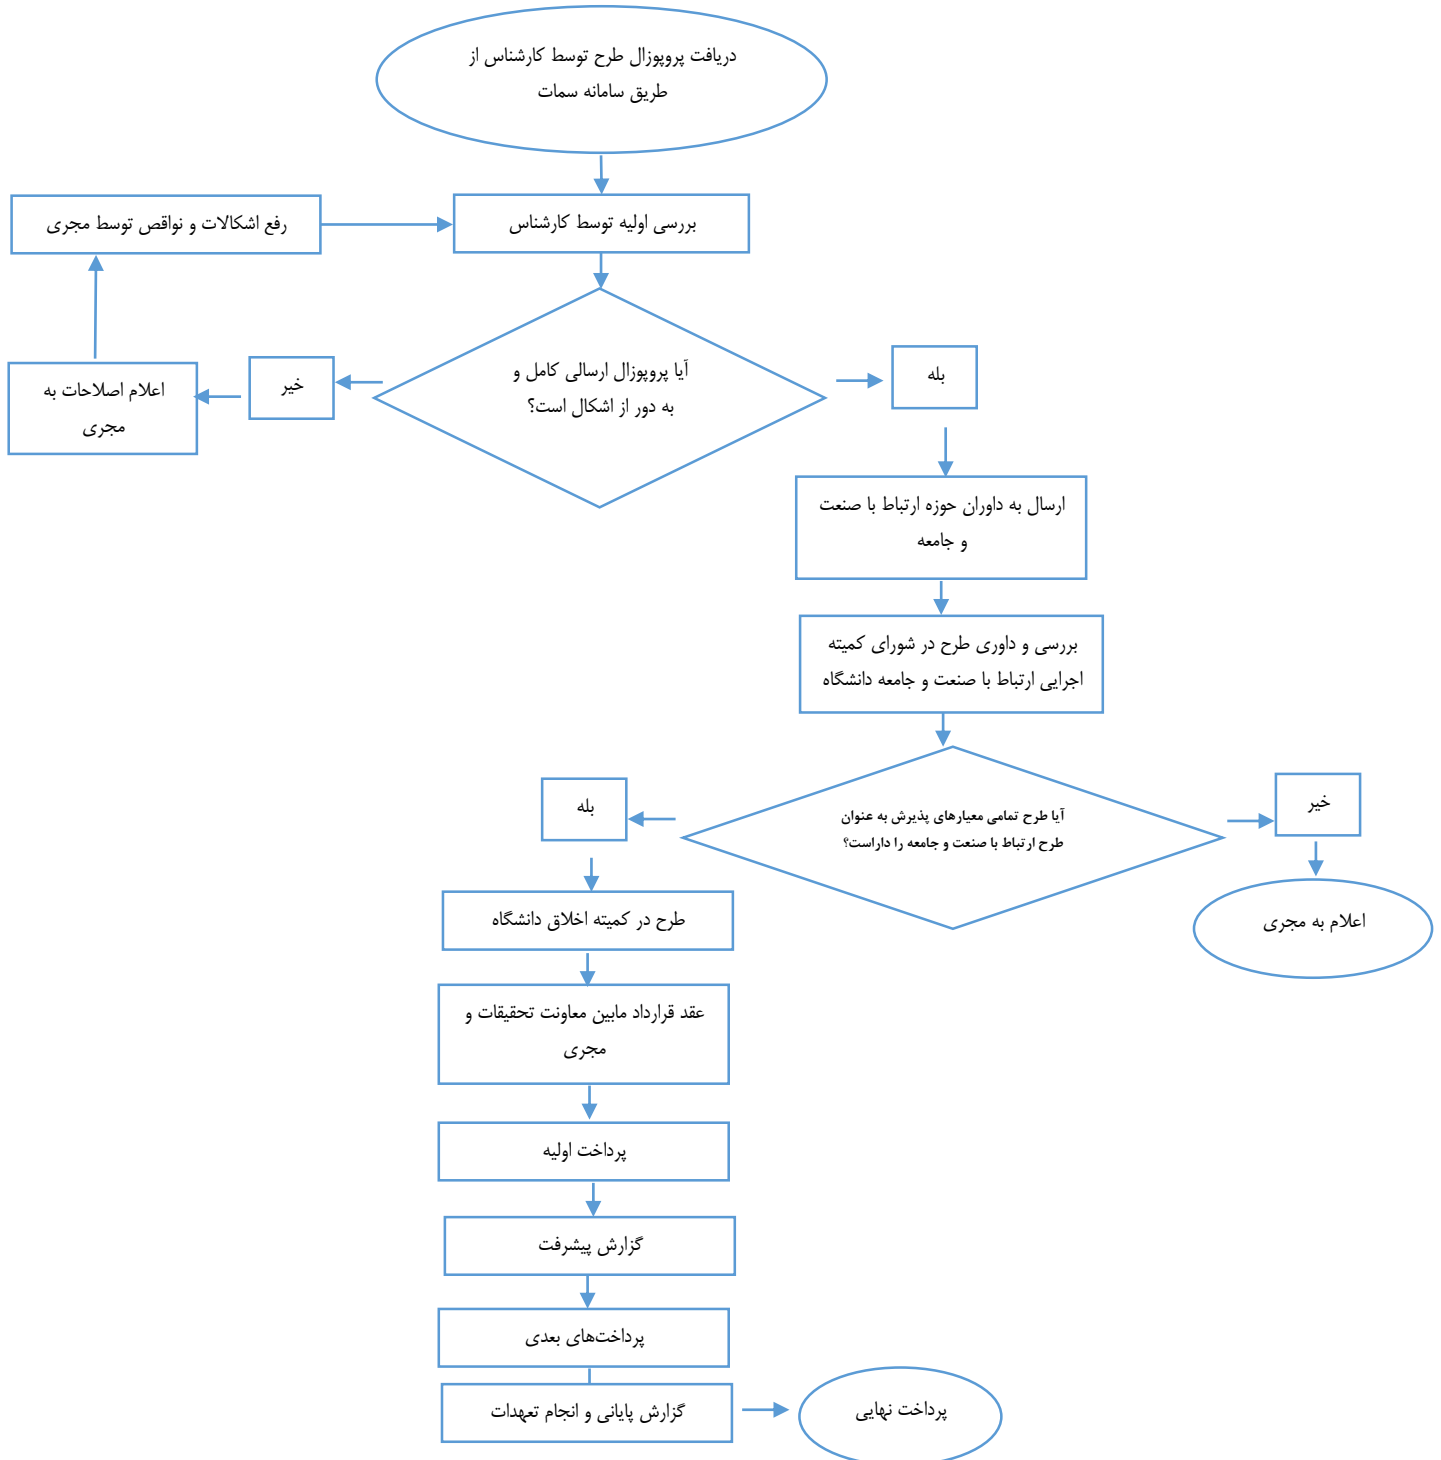 دریافت پروپوزال طرح توسط کارشناس از
طریق سامانه سمات
بررسی اولیه توسط کارشناس
رفع اشکالات و نواقص توسط مجری
آیا پروپوزال ارسالی کامل و
به دور از اشکال است؟
بله
خیر
اعلام اصلاحات به
مجری
ارسال به داوران حوزه ارتباط با صنعت
و جامعه
بررسی و داوری طرح در شورای کمیته
اجرایی ارتباط با صنعت و جامعه دانشگاه
آیا طرح تمامی معیارهای پذیرش به عنوان
طرح ارتباط با صنعت و جامعه را داراست؟
خیر
بله
اعلام به مجری
طرح در کمیته اخلاق دانشگاه
عقد قرارداد مابین معاونت تحقیقات و
مجری
پرداخت اولیه
گزارش پیشرفت
پرداخت‌های بعدی
گزارش پایانی و انجام تعهدات
پرداخت نهایی